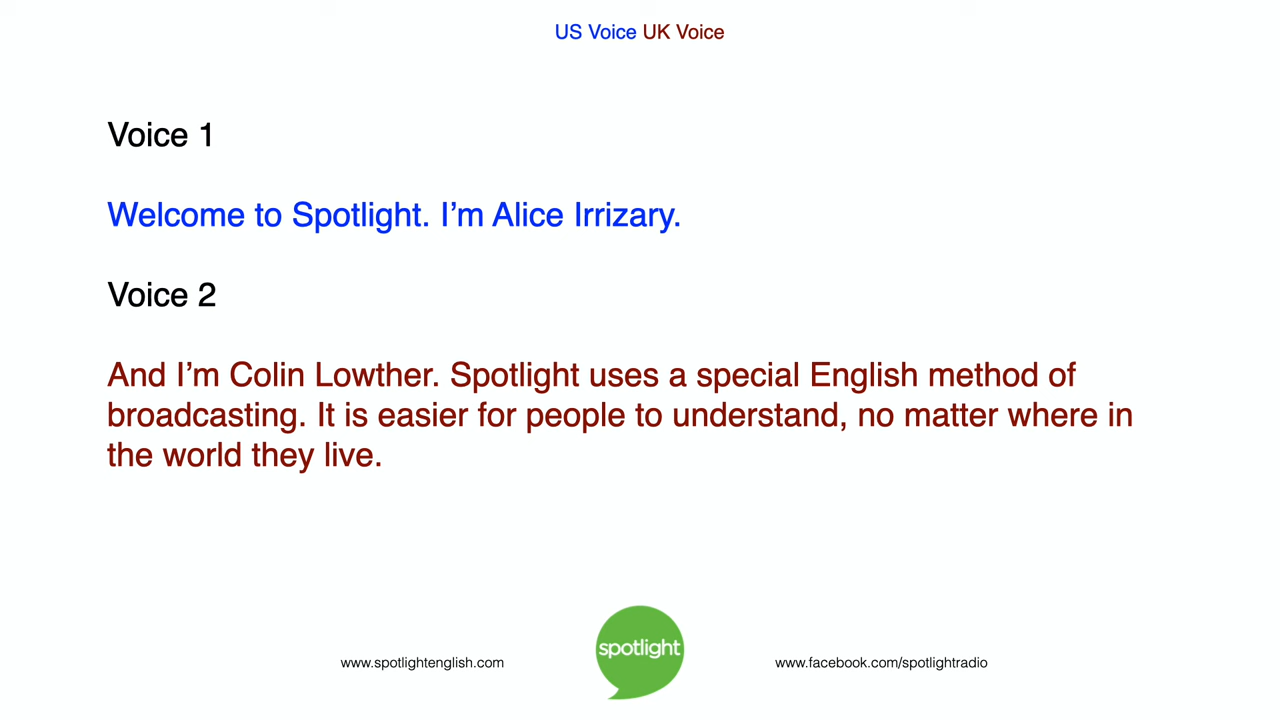 US Voice UK Voice
Voice 1
Welcome to Spotlight. I’m Alice Irrizary.
Voice 2
And I’m Colin Lowther. Spotlight uses a special English method of
broadcasting. It is easier for people to understand, no matter where in
the world they live.
www.spotlightenglish.com
spotlight
www.facebook.com/spotlightradio